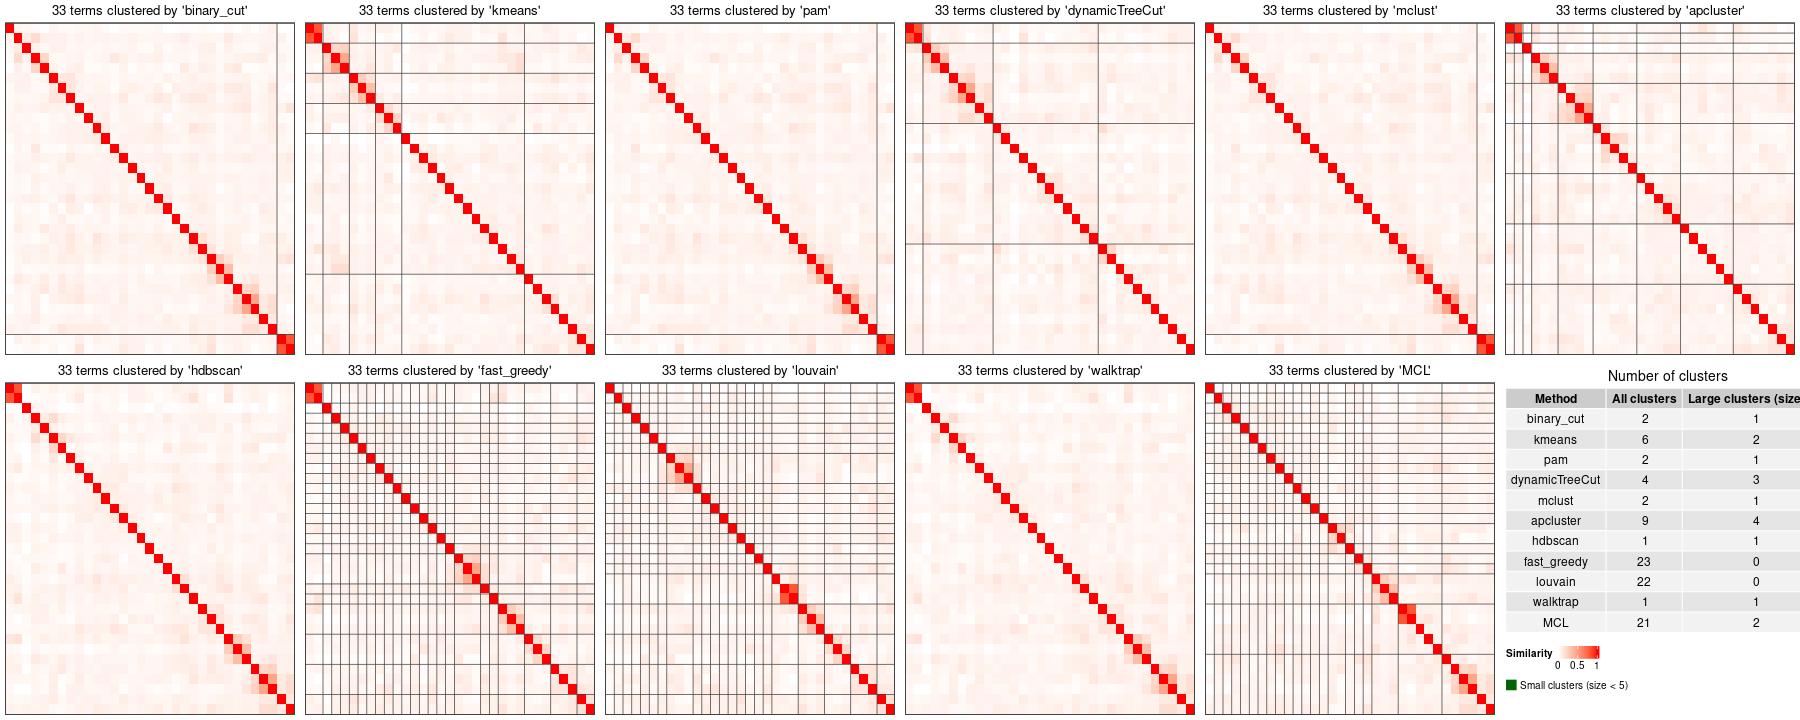 33 terms clustered by 'binary_cut'
33 terms clustered by 'kmeans'
33 terms clustered by 'pam'
33 terms clustered by 'dynamicTreeCut'
33 terms clustered by 'mclust'
33 terms clustered by 'apcluster'
33 terms clustered by 'hdbscan'
33 terms clustered by 'fast_greedy'
33 terms clustered by 'louvain'
33 terms clustered by 'walktrap'
33 terms clustered by 'MCL'
Number of clusters
Method All clusters Large clusters (size
binary_cut 2 1
kmeans 6 2
pam 2 1
dynamicTreeCut 4 3
mclust 2 1
apcluster 9 4
hdbscan 1 1
fast_greedy 23 0
louvain 22 0
walktrap 1 1
MCL 21 2
Similarity
0 0.5 1
Small clusters (size < 5)